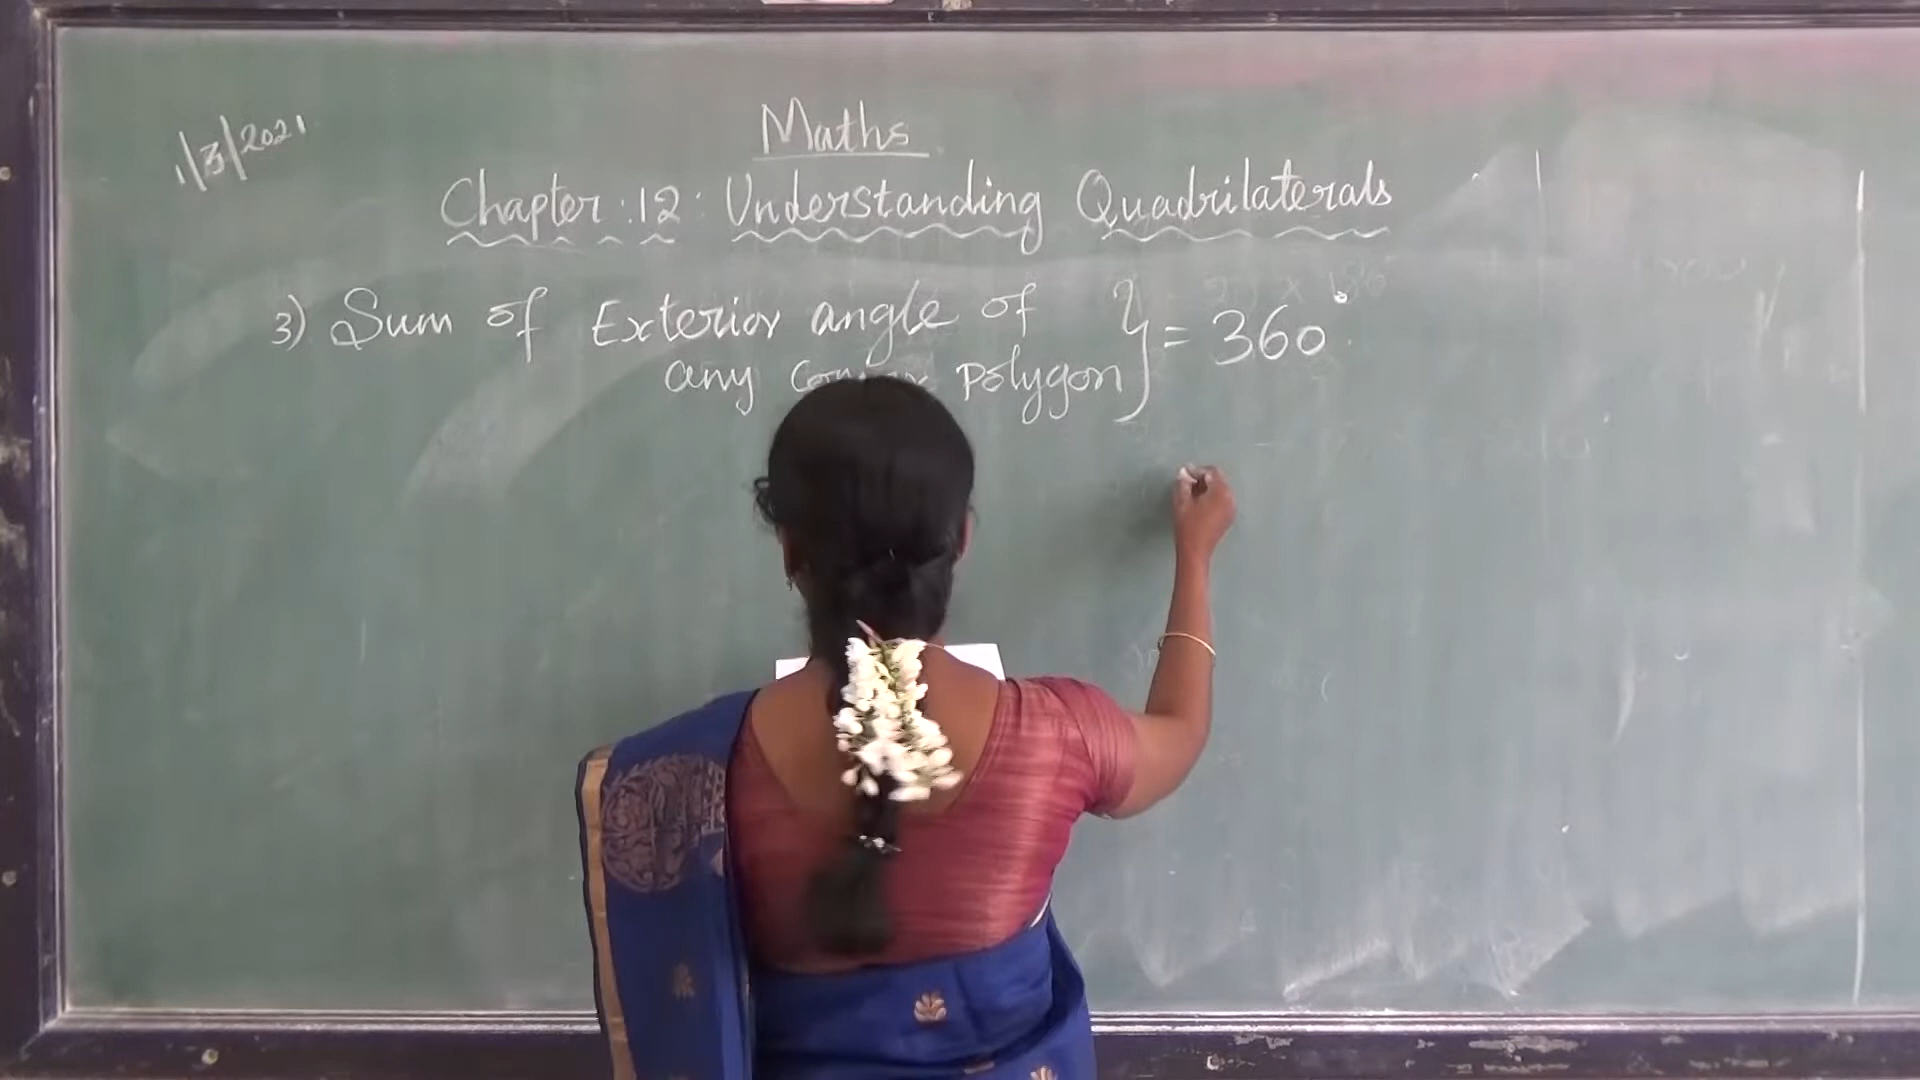 1/3/2021
Maths
Chapter:12: Understanding Quadrilaterals
3) Sum of Exterior angle of } = 360°
any polygon